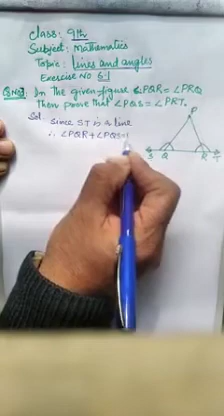 Class: 9th
Subject: Mathematics
Topic: lines and angles
Exercise No 6.1
Q No3 In the given figure ∠PQR = ∠PRQ
Then prove that ∠PQS = ∠PRT.
P
S Q R T
Sol Since ST is a line
∴ ∠PQR + ∠PQS = 1